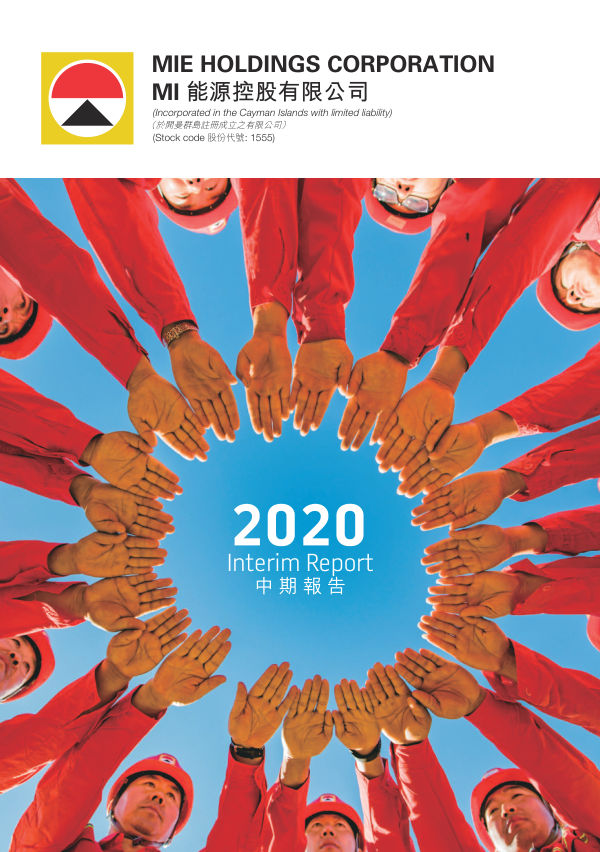 MIE HOLDINGS CORPORATION
MI 能源控股有限公司
(Incorporated in the Cayman Islands with limited liability)
（於開曼群島註冊成立之有限公司）
(Stock code 股份代號: 1555)
2020
Interim Report
中期報告